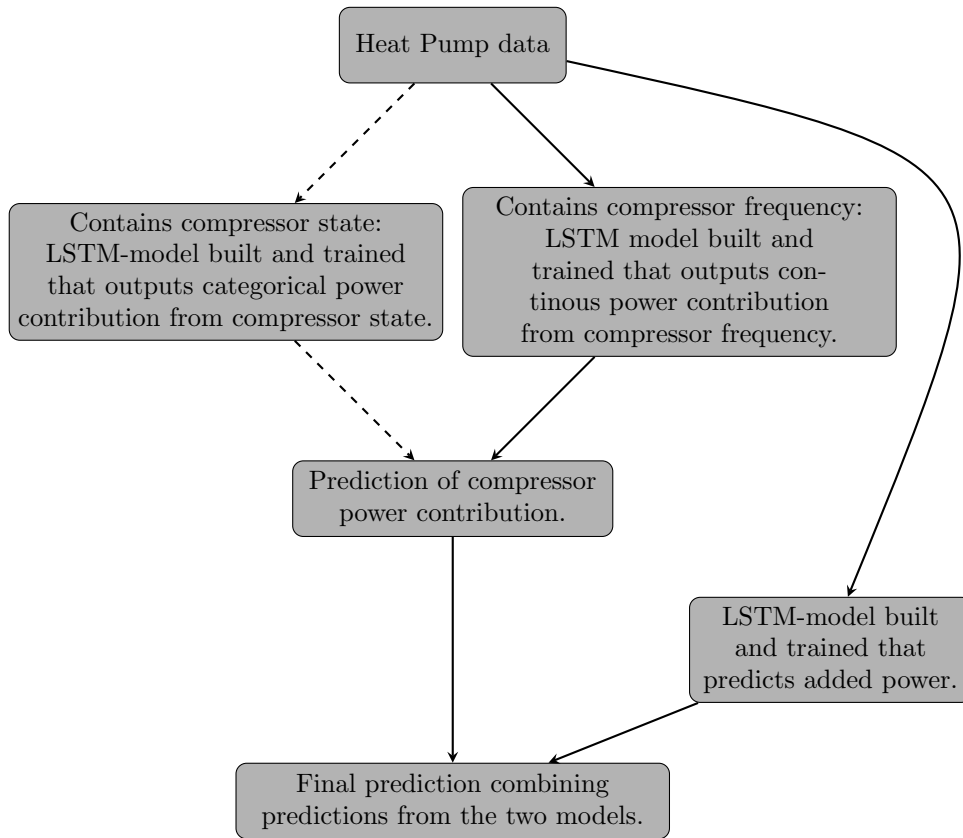 Heat Pump data
Contains compressor state:
LSTM-model built and trained
that outputs categorical power
contribution from compressor state.
Contains compressor frequency:
LSTM model built and
trained that outputs con-
tinous power contribution
from compressor frequency.
Prediction of compressor
power contribution.
LSTM-model built
and trained that
predicts added power.
Final prediction combining
predictions from the two models.